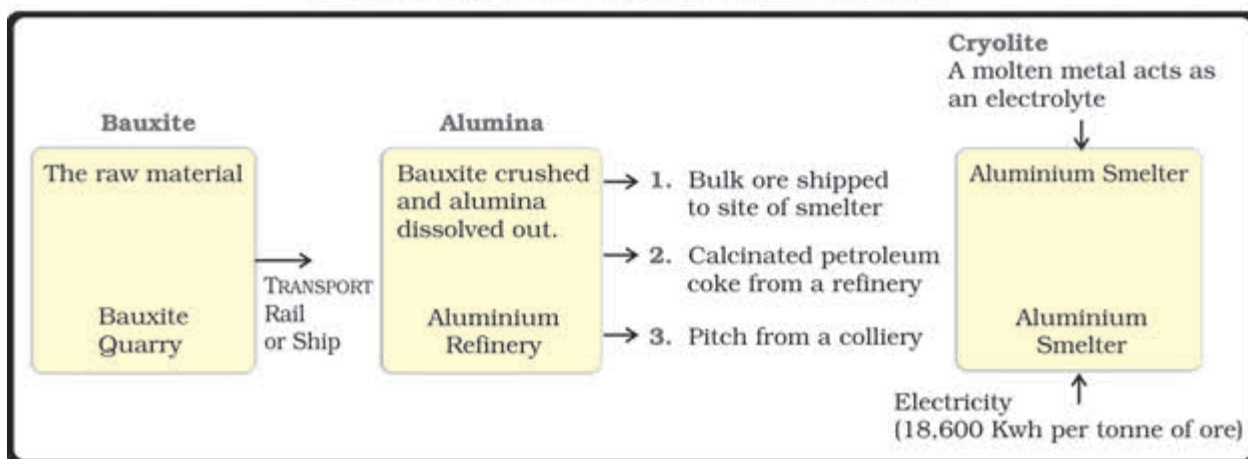 Bauxite
The raw material
Bauxite
Quarry
TRANSPORT
Rail
or Ship
Alumina
Bauxite crushed
and alumina
dissolved out.
Aluminium
Refinery
1. Bulk ore shipped
to site of smelter
2. Calcinated petroleum
coke from a refinery
3. Pitch from a colliery
Cryolite
A molten metal acts as
an electrolyte
Aluminium Smelter
Aluminium
Smelter
Electricity
(18,600 Kwh per tonne of ore)